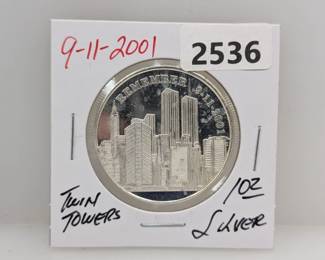 9-11-2001
2536
REMEMBER 9-11-2001
TWIN
TOWERS
1OZ
SILVER